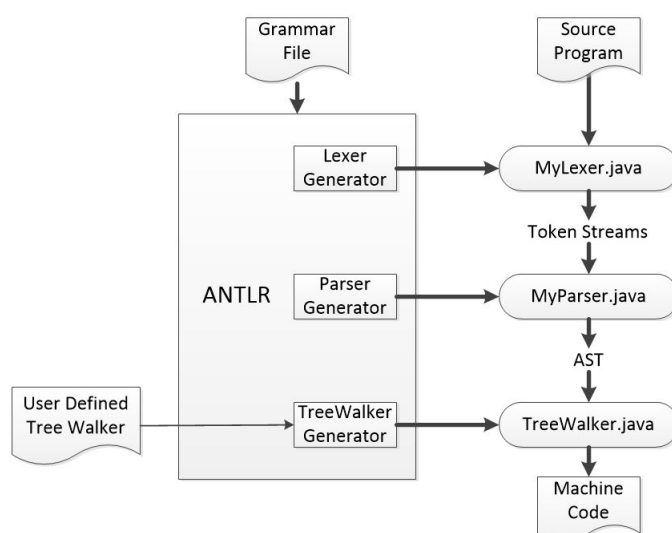 Grammar
File
Source
Program
Lexer
Generator
MyLexer.java
Token Streams
ANTLR
Parser
Generator
MyParser.java
AST
User Defined
Tree Walker
TreeWalker
Generator
TreeWalker.java
Machine
Code